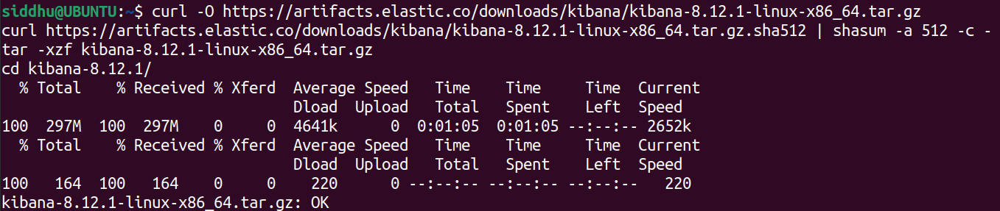 siddhu@UBUNTU:~$ curl -O https://artifacts.elastic.co/downloads/kibana/kibana-8.12.1-linux-x86_64.tar.gz
curl https://artifacts.elastic.co/downloads/kibana/kibana-8.12.1-linux-x86_64.tar.gz.sha512 | shasum -a 512 -c -
tar -xzf kibana-8.12.1-linux-x86_64.tar.gz
cd kibana-8.12.1/
  % Total    % Received % Xferd  Average Speed   Time    Time     Time  Current
                                 Dload  Upload   Total   Spent    Left  Speed
100  297M  100  297M    0     0  4641k      0  0:01:05  0:01:05 --:--:-- 2652k
  % Total    % Received % Xferd  Average Speed   Time    Time     Time  Current
                                 Dload  Upload   Total   Spent    Left  Speed
100   164  100   164    0     0    220      0 --:--:-- --:--:-- --:--:--   220
kibana-8.12.1-linux-x86_64.tar.gz: OK